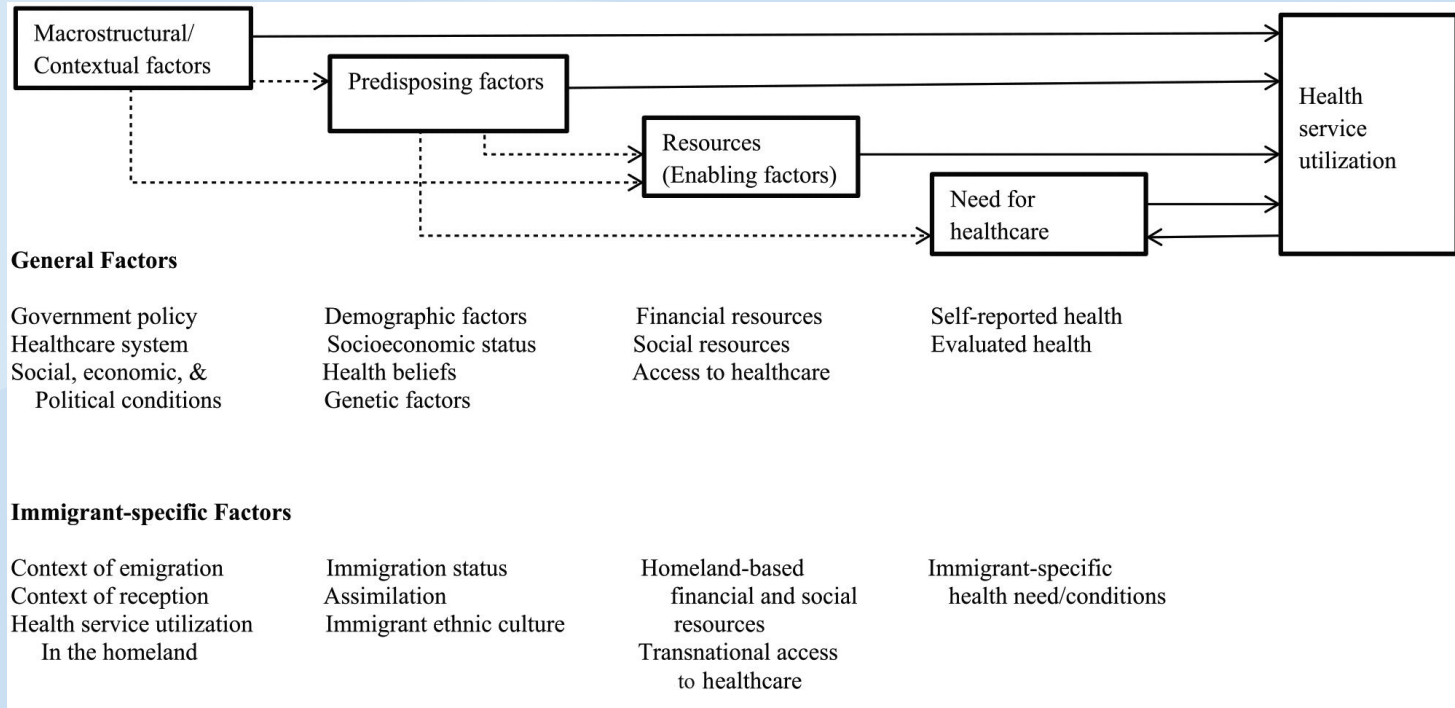 Macrostructural/
Contextual factors
Predisposing factors
Resources
(Enabling factors)
Need for
healthcare
Health
service
utilization
General Factors
Government policy
Healthcare system
Social, economic, &
Political conditions
Demographic factors
Socioeconomic status
Health beliefs
Genetic factors
Financial resources
Social resources
Access to healthcare
Self-reported health
Evaluated health
Immigrant-specific Factors
Context of emigration
Context of reception
Health service utilization
In the homeland
Immigration status
Assimilation
Immigrant ethnic culture
Homeland-based
financial and social
resources
Transnational access
to healthcare
Immigrant-specific
health need/conditions